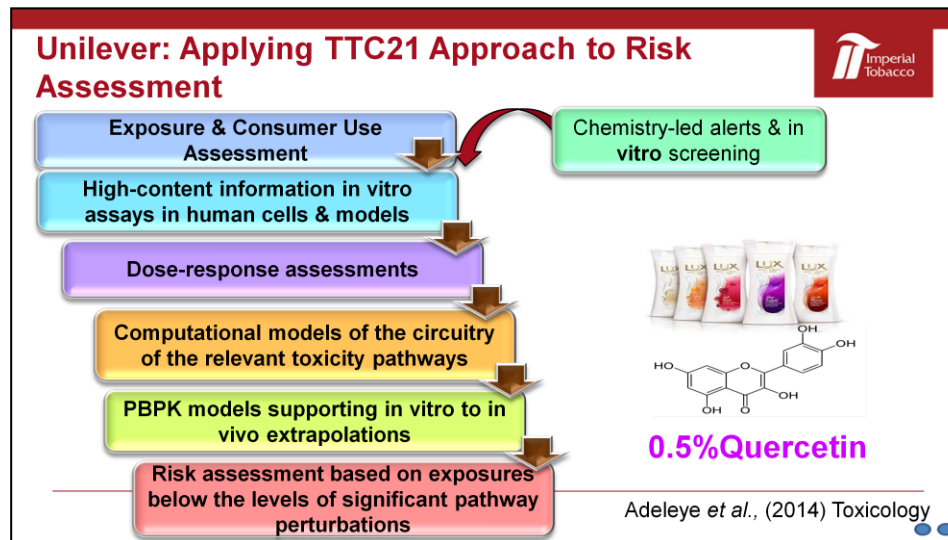 Unilever: Applying TTC21 Approach to Risk
Assessment
Imperial
Tobacco
Exposure & Consumer Use
Assessment
Chemistry-led alerts & in
vitro screening
High-content information in vitro
assays in human cells & models
Dose-response assessments
Computational models of the circuitry
of the relevant toxicity pathways
PBPK models supporting in vitro to in
vivo extrapolations
Risk assessment based on exposures
below the levels of significant pathway
perturbations
LUX LUX LUX LUX LUX
OH
OH
HO
O
OH
OH
O
0.5%Quercetin
Adeleye et al., (2014) Toxicology